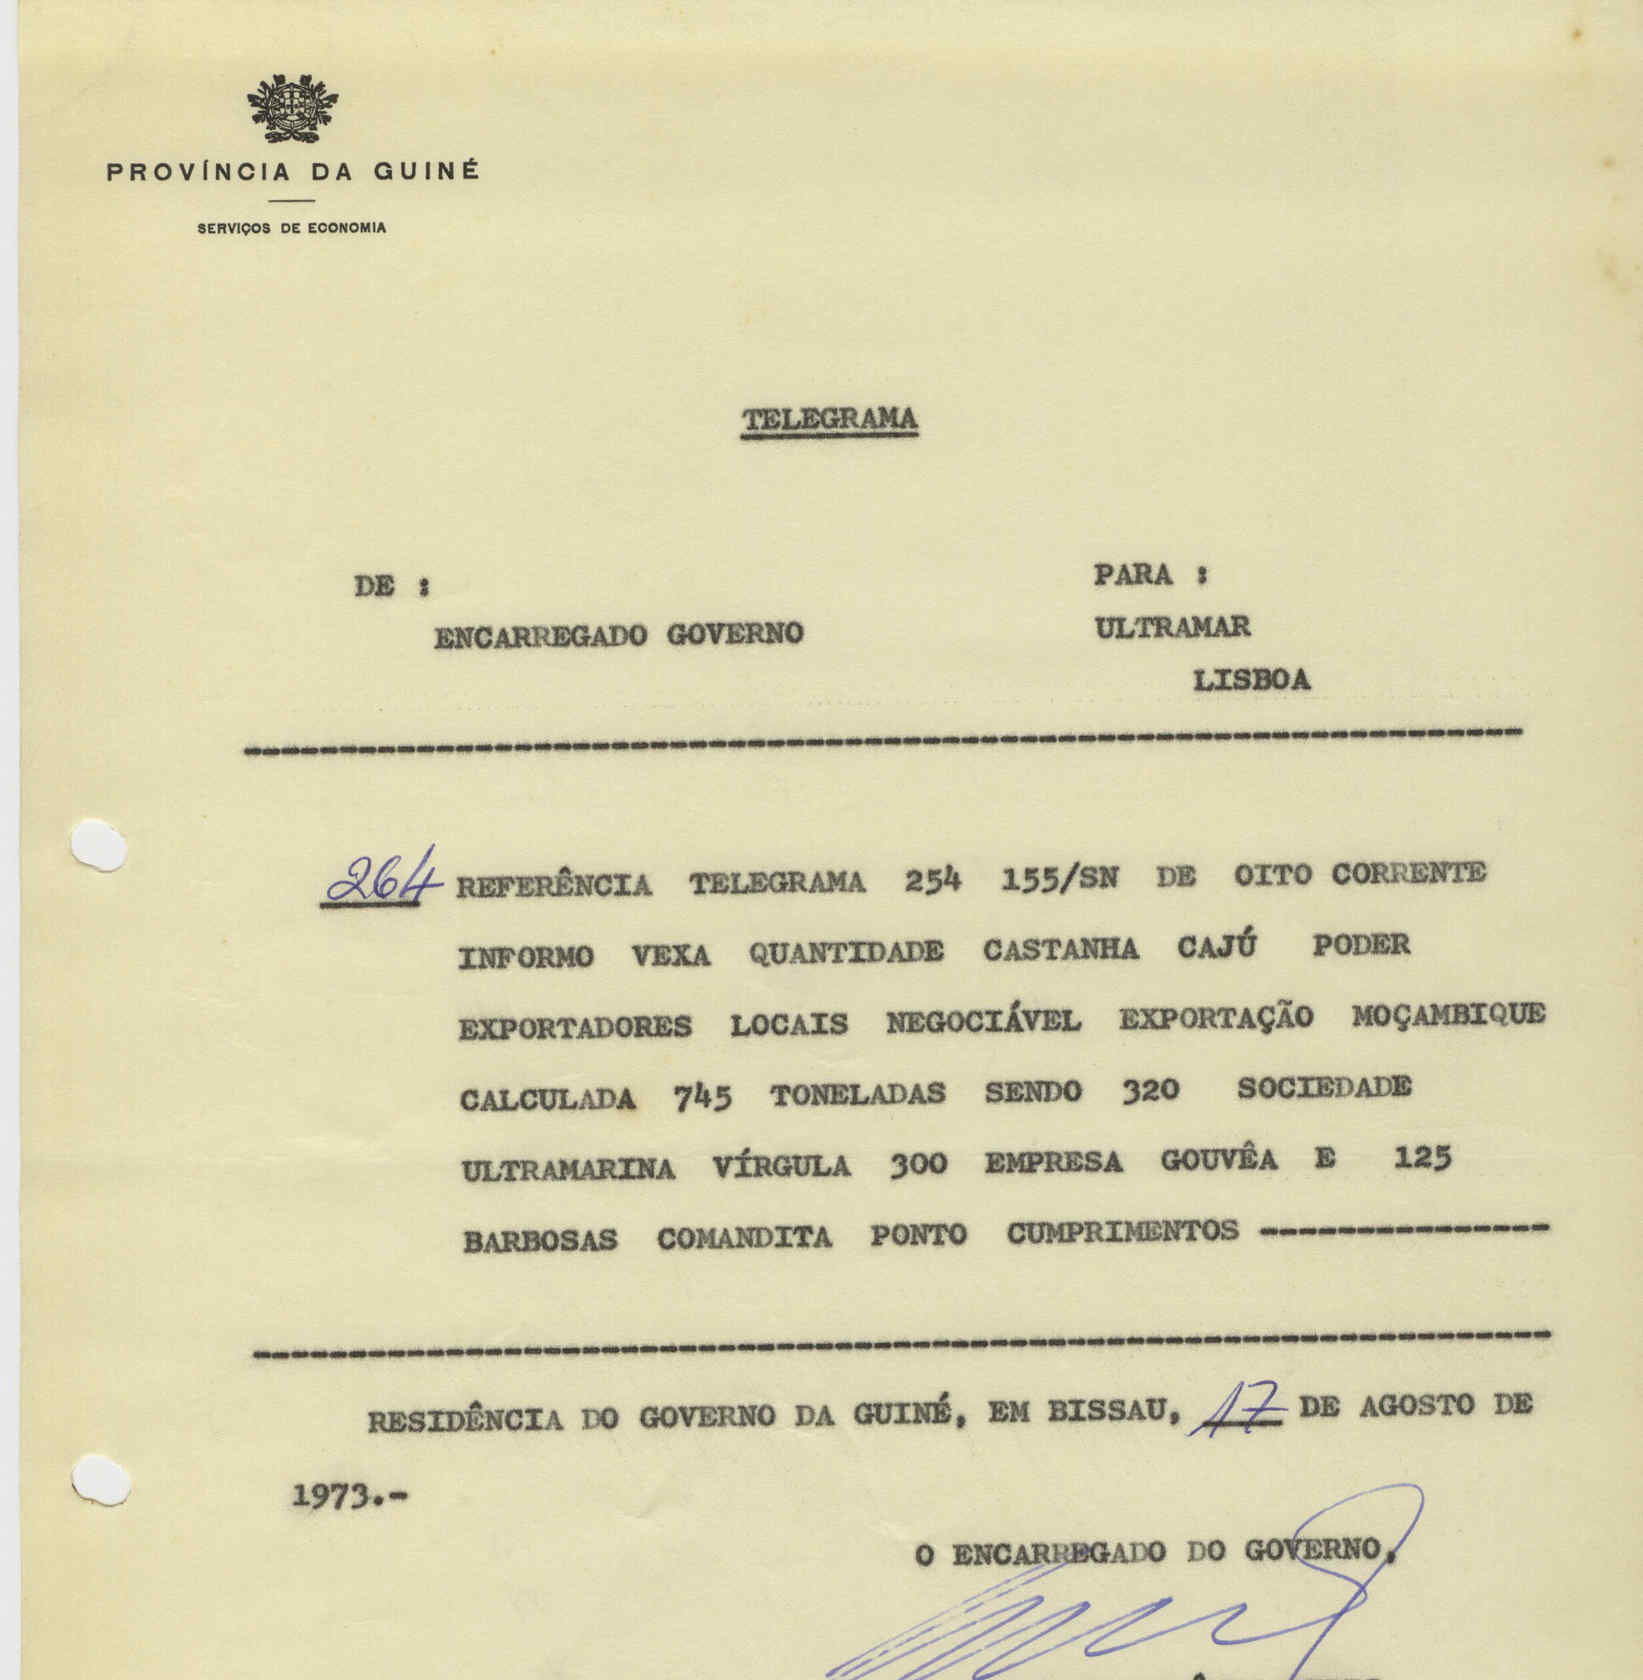 PROVÍNCIA DA GUINÉ
SERVIÇOS DE ECONOMIA
TELEGRAMA
DE :
ENCARREGADO GOVERNO
PARA :
ULTRAMAR
LISBOA
264 REFERÊNCIA TELEGRAMA 254 155/SN DE OITO CORRENTE
INFORMO VEXA QUANTIDADE CASTANHA CAJÚ PODER
EXPORTADORES LOCAIS NEGOCIÁVEL EXPORTAÇÃO MOÇAMBIQUE
CALCULADA 745 TONELADAS SENDO 320 SOCIEDADE
ULTRAMARINA VÍRGULA 300 EMPRESA GOUVÊA E 125
BARBOSAS COMANDITA PONTO CUMPRIMENTOS ---------------
RESIDÊNCIA DO GOVERNO DA GUINÉ, EM BISSAU, 17 DE AGOSTO DE
1973.-
O ENCARREGADO DO GOVERNO,